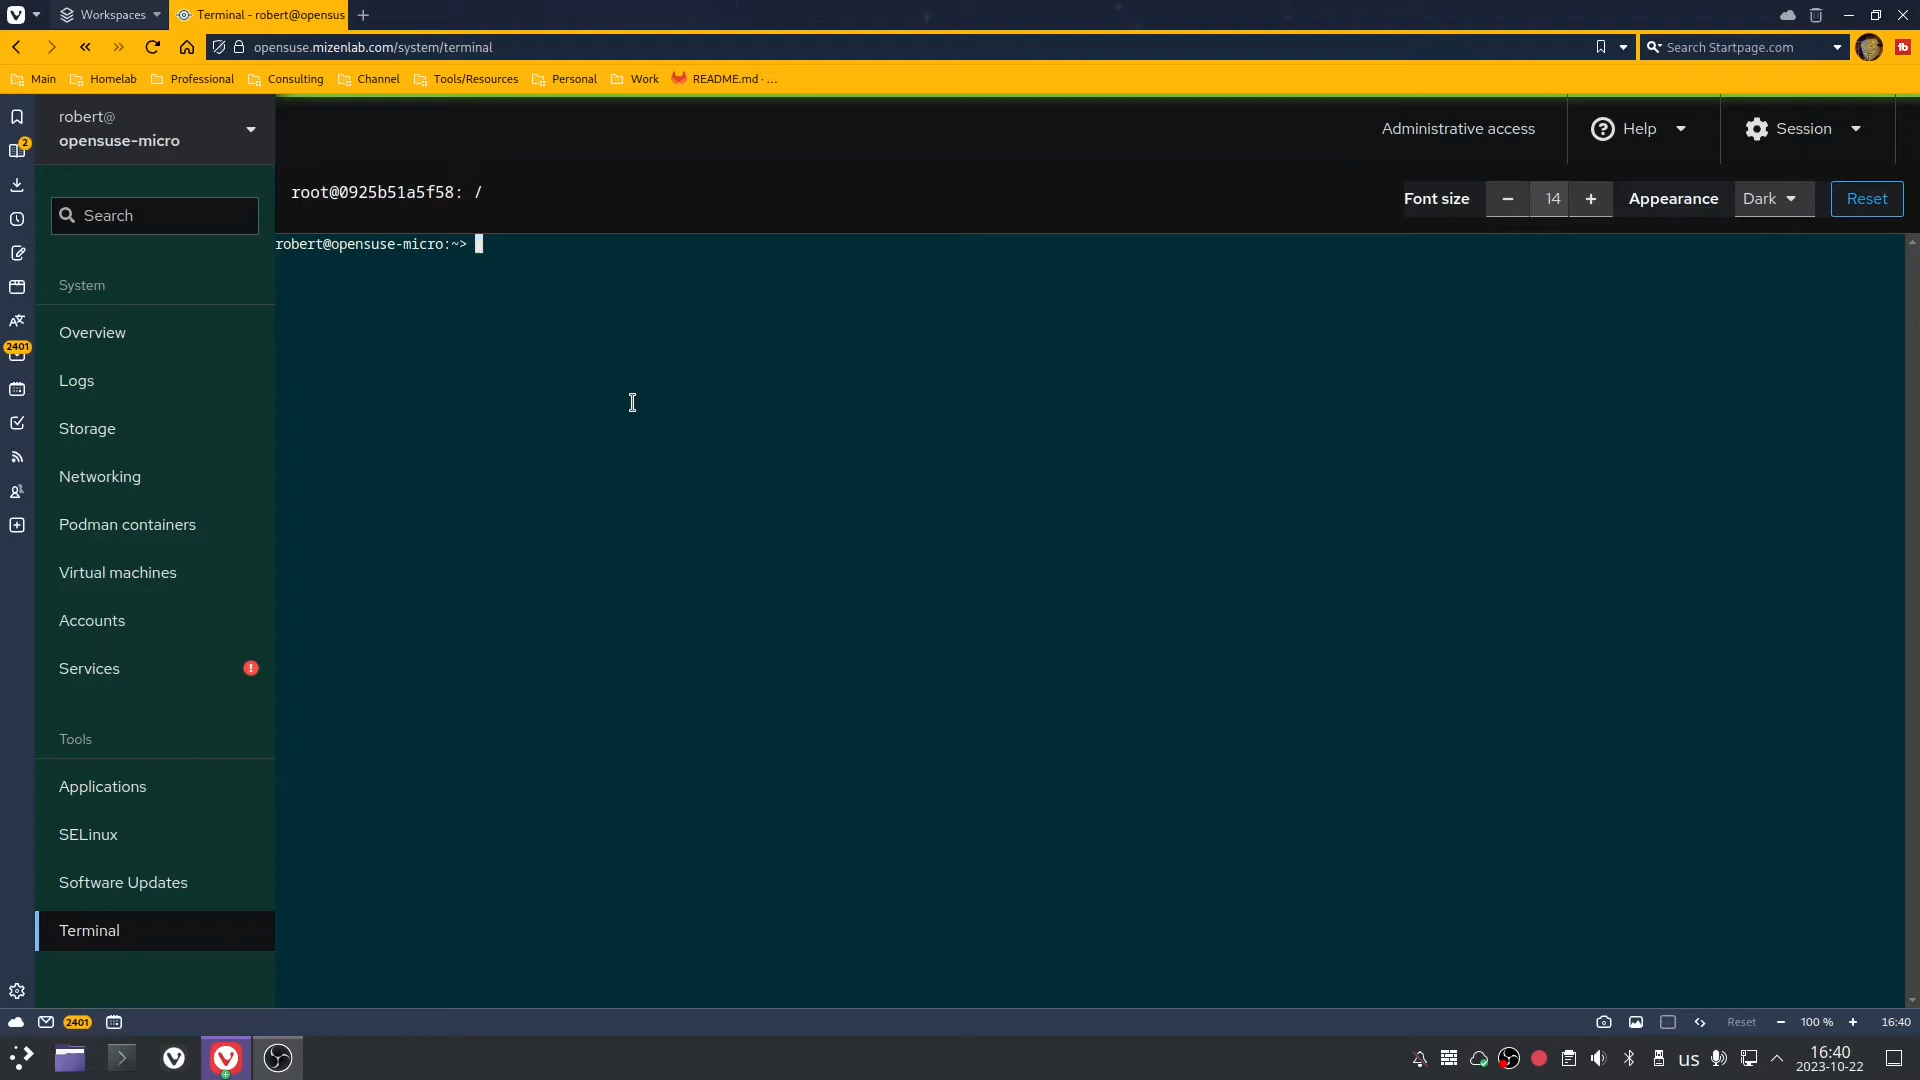 Workspaces
Terminal - robert@opensus
opensuse.mizenlab.com/system/terminal
Search Startpage.com
Main
Homelab
Professional
Consulting
Channel
Tools/Resources
Personal
Work
README.md · ...
robert@
opensuse-micro
Administrative access
Help
Session
root@0925b51a5f58: /
Font size
14
Appearance
Dark
Reset
robert@opensuse-micro:~>
Search
System
Overview
Logs
Storage
Networking
Podman containers
Virtual machines
Accounts
Services
Tools
Applications
SELinux
Software Updates
Terminal
2
2401
2401
Reset
100 %
16:40
us
16:40
2023-10-22